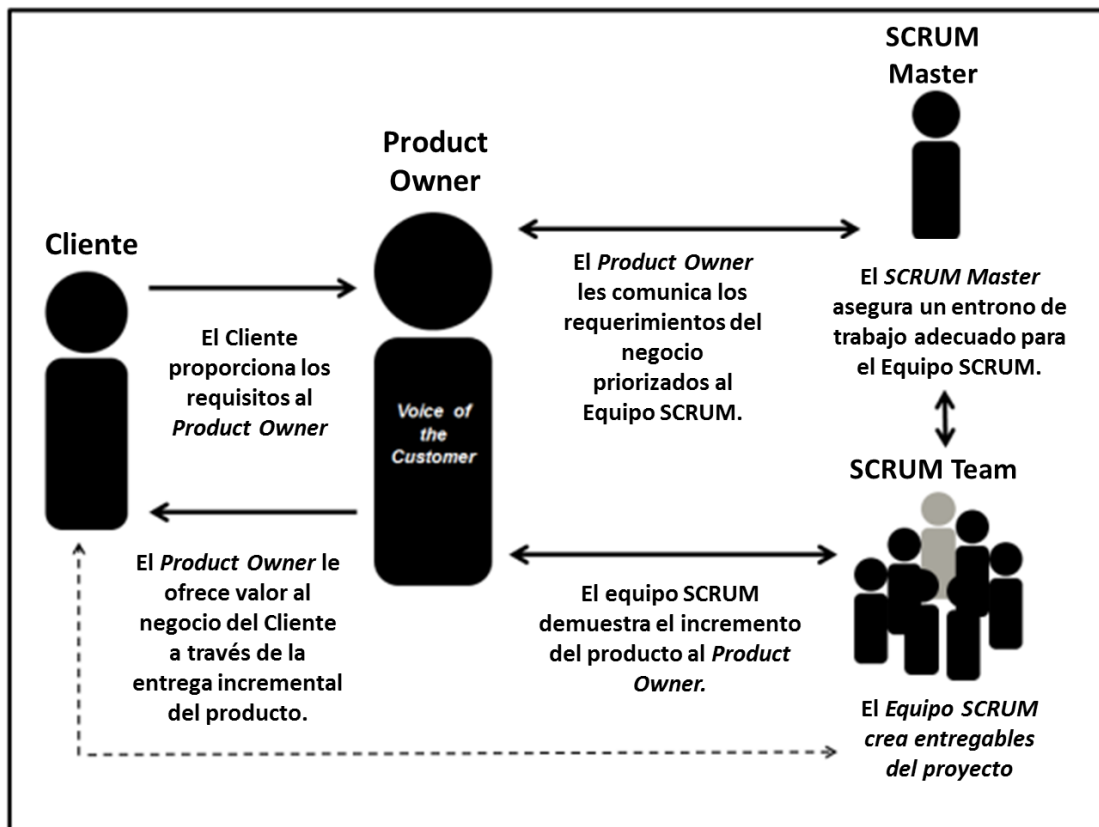 SCRUM
Master
Product
Owner
Cliente
El Cliente
proporciona los
requisitos al
Product Owner
Voice of
the
Customer
El Product Owner
les comunica los
requerimientos del
negocio
priorizados al
Equipo SCRUM.
El SCRUM Master
asegura un entrono de
trabajo adecuado para
el Equipo SCRUM.
SCRUM Team
El Product Owner le
ofrece valor al
negocio del Cliente
a través de la
entrega incremental
del producto.
El equipo SCRUM
demuestra el incremento
del producto al Product
Owner.
El Equipo SCRUM
crea entregables
del proyecto